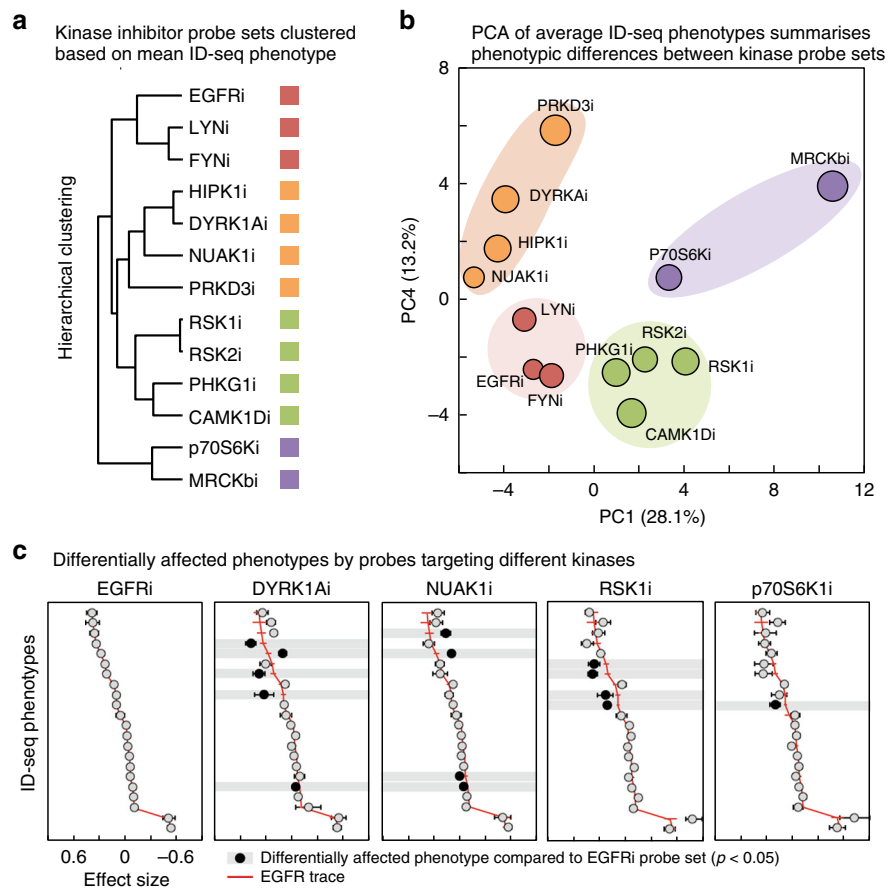 a
Kinase inhibitor probe sets clustered
based on mean ID-seq phenotype
Hierarchical clustering
EGFRi
LYNi
FYNi
HIPK1i
DYRK1Ai
NUAK1i
PRKD3i
RSK1i
RSK2i
PHKG1i
CAMK1Di
p70S6Ki
MRCKbi
b
PCA of average ID-seq phenotypes summarises
phenotypic differences between kinase probe sets
PC4 (13.2%)
8
4
0
−4
PRKD3i
MRCKbi
DYRKAi
HIPK1i
P70S6Ki
NUAK1i
LYNi
RSK2i
PHKG1i
RSK1i
EGFRi
FYNi
CAMK1Di
−4 0 4 8 12
PC1 (28.1%)
c
Differentially affected phenotypes by probes targeting different kinases
EGFRi DYRK1Ai NUAK1i RSK1i p70S6K1i
ID-seq phenotypes
0.6 0 −0.6
Effect size
Differentially affected phenotype compared to EGFRi probe set (p < 0.05)
EGFR trace